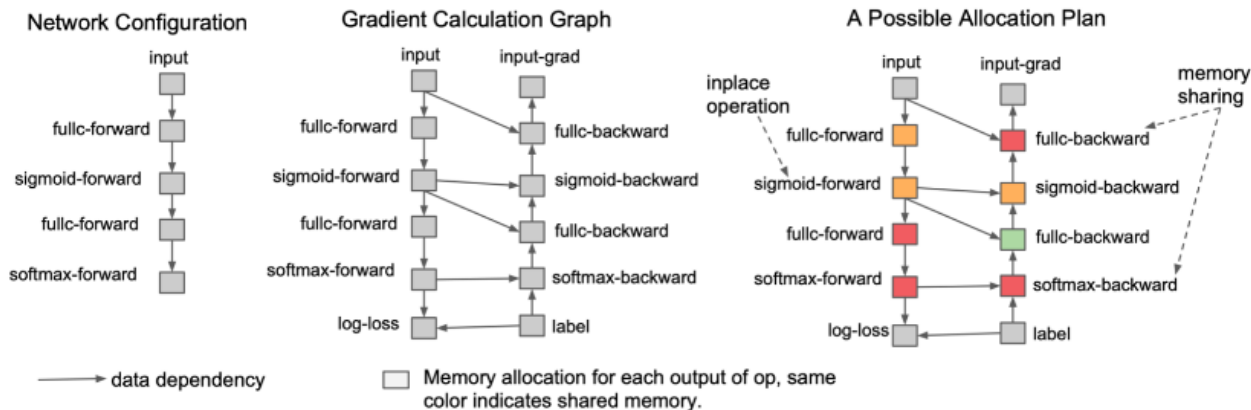 Network Configuration
input
fullc-forward
sigmoid-forward
fullc-forward
softmax-forward
Gradient Calculation Graph
input
input-grad
fullc-forward
fullc-backward
sigmoid-forward
sigmoid-backward
fullc-forward
fullc-backward
softmax-forward
softmax-backward
log-loss
label
A Possible Allocation Plan
input
input-grad
inplace
operation
memory
sharing
fullc-forward
fullc-backward
sigmoid-forward
sigmoid-backward
fullc-forward
fullc-backward
softmax-forward
softmax-backward
log-loss
label
data dependency
Memory allocation for each output of op, same
color indicates shared memory.